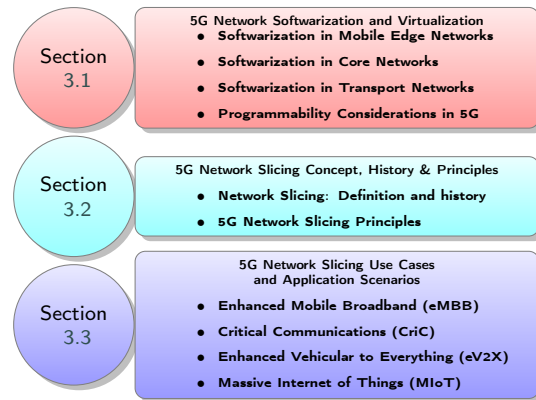 Section
3.1
5G Network Softwarization and Virtualization
• Softwarization in Mobile Edge Networks
• Softwarization in Core Networks
• Softwarization in Transport Networks
• Programmability Considerations in 5G
Section
3.2
5G Network Slicing Concept, History & Principles
• Network Slicing: Definition and history
• 5G Network Slicing Principles
Section
3.3
5G Network Slicing Use Cases
and Application Scenarios
• Enhanced Mobile Broadband (eMBB)
• Critical Communications (CriC)
• Enhanced Vehicular to Everything (eV2X)
• Massive Internet of Things (MIoT)